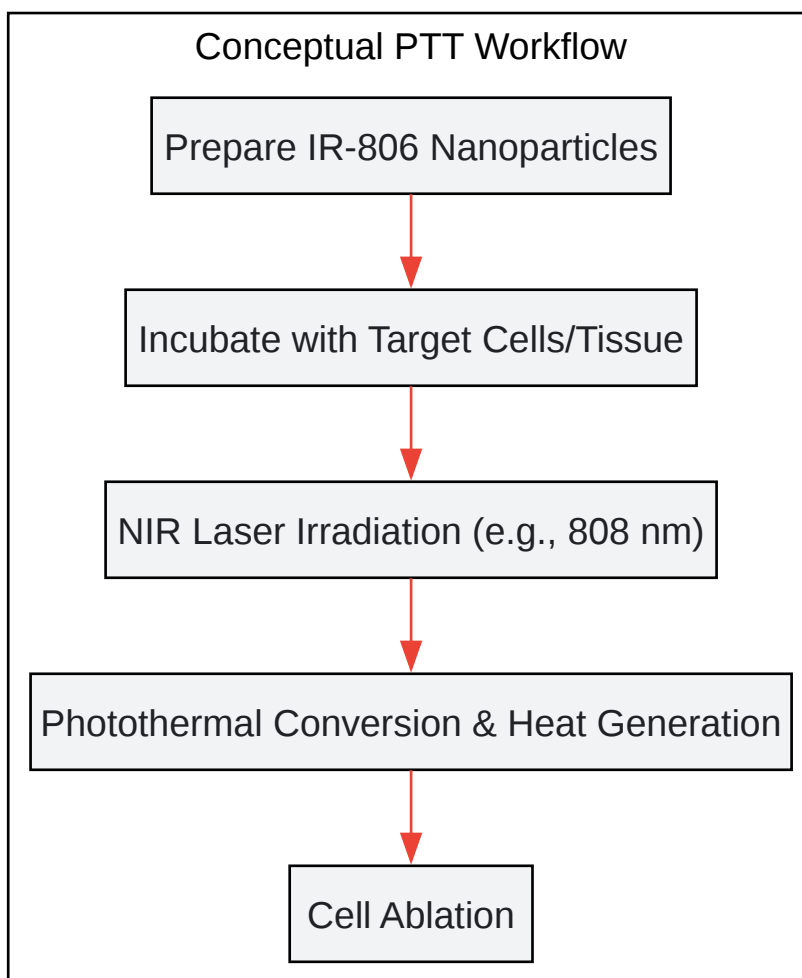 Conceptual PTT Workflow
Prepare IR-806 Nanoparticles
Incubate with Target Cells/Tissue
NIR Laser Irradiation (e.g., 808 nm)
Photothermal Conversion & Heat Generation
Cell Ablation